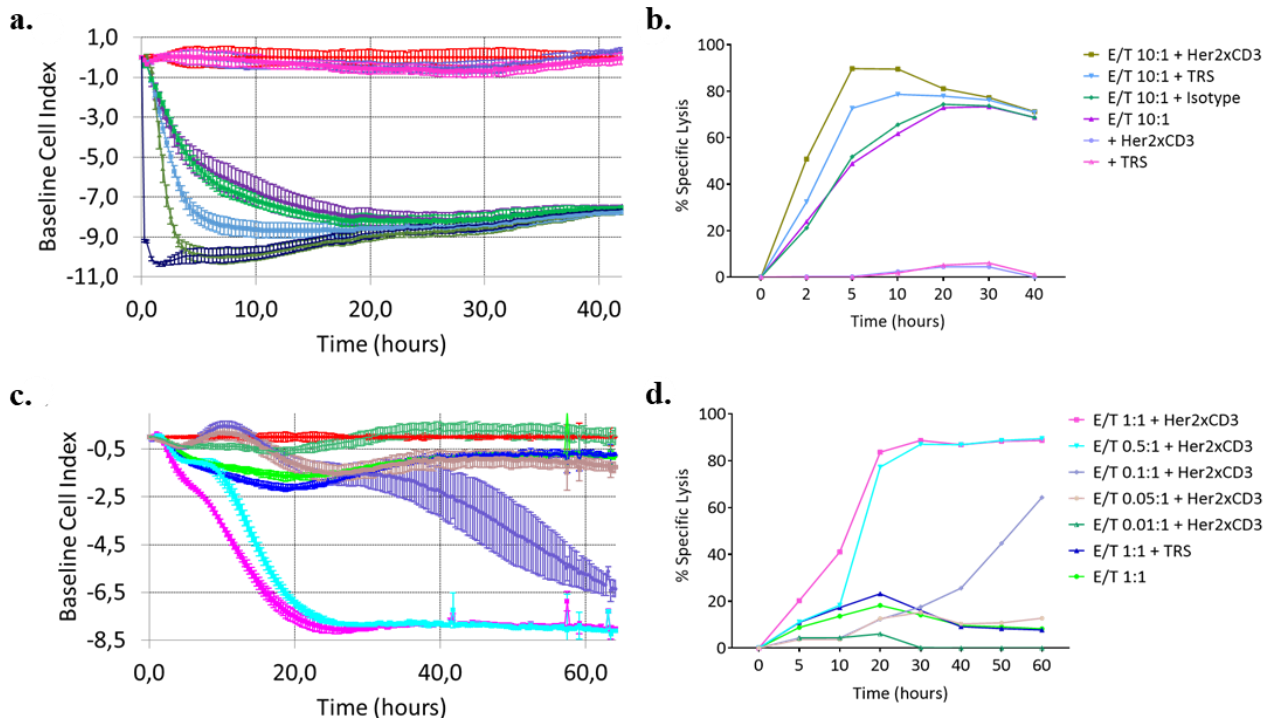 a.
Baseline Cell Index
1,0
-1,0
-3,0
-5,0
-7,0
-9,0
-11,0
0,0 10,0 20,0 30,0 40,0
Time (hours)
b.
% Specific Lysis
100
80
60
40
20
0
0 2 5 10 20 30 40
Time (hours)
E/T 10:1 + Her2xCD3
E/T 10:1 + TRS
E/T 10:1 + Isotype
E/T 10:1
+ Her2xCD3
+ TRS
c.
Baseline Cell Index
-0,5
-2,5
-4,5
-6,5
-8,5
0,0 20,0 40,0 60,0
Time (hours)
d.
% Specific Lysis
100
80
60
40
20
0
0 5 10 20 30 40 50 60
Time (hours)
E/T 1:1 + Her2xCD3
E/T 0.5:1 + Her2xCD3
E/T 0.1:1 + Her2xCD3
E/T 0.05:1 + Her2xCD3
E/T 0.01:1 + Her2xCD3
E/T 1:1 + TRS
E/T 1:1